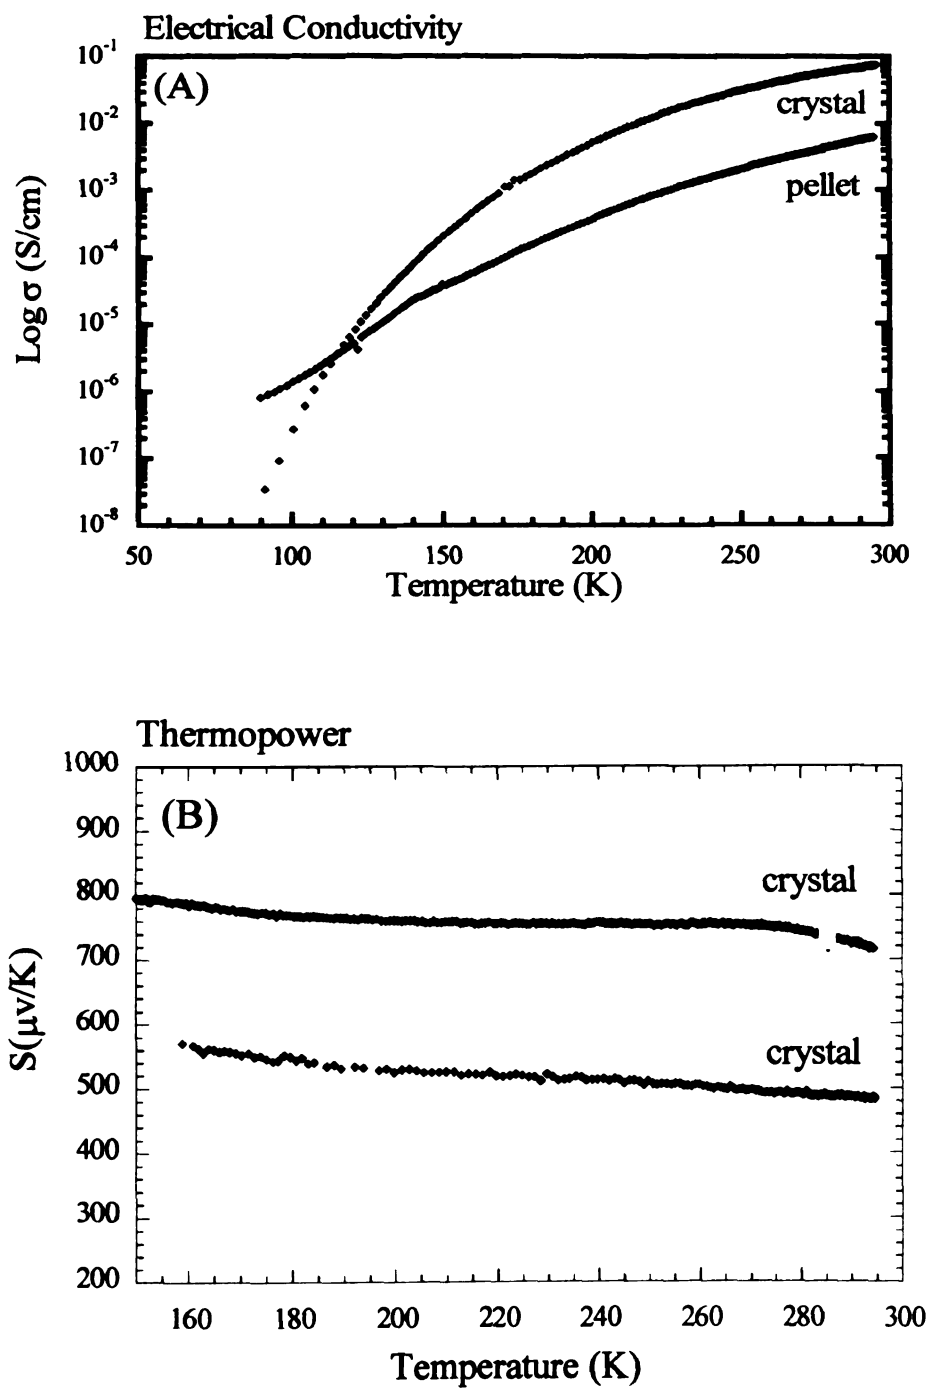 Electrical Conductivity
(A)
10⁻¹
10⁻²
10⁻³
10⁻⁴
10⁻⁵
10⁻⁶
10⁻⁷
10⁻⁸
Log σ (S/cm)
crystal
pellet
50 100 150 200 250 300
Temperature (K)
Thermopower
(B)
1000
900
800
700
600
500
400
300
200
S(μv/K)
crystal
crystal
160 180 200 220 240 260 280 300
Temperature (K)